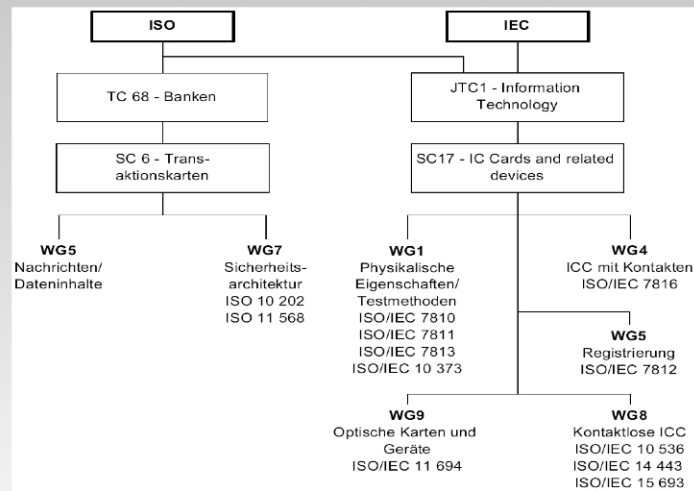 ISO
IEC
TC 68 - Banken
JTC1 - Information
Technology
SC 6 - Trans-
aktionskarten
SC17 - IC Cards and related
devices
WG5
Nachrichten/
Dateninhalte
WG7
Sicherheits-
architektur
ISO 10 202
ISO 11 568
WG1
Physikalische
Eigenschaften/
Testmethoden
ISO/IEC 7810
ISO/IEC 7811
ISO/IEC 7813
ISO/IEC 10 373
WG4
ICC mit Kontakten
ISO/IEC 7816
WG5
Registrierung
ISO/IEC 7812
WG9
Optische Karten und
Geräte
ISO/IEC 11 694
WG8
Kontaktlose ICC
ISO/IEC 10 536
ISO/IEC 14 443
ISO/IEC 15 693